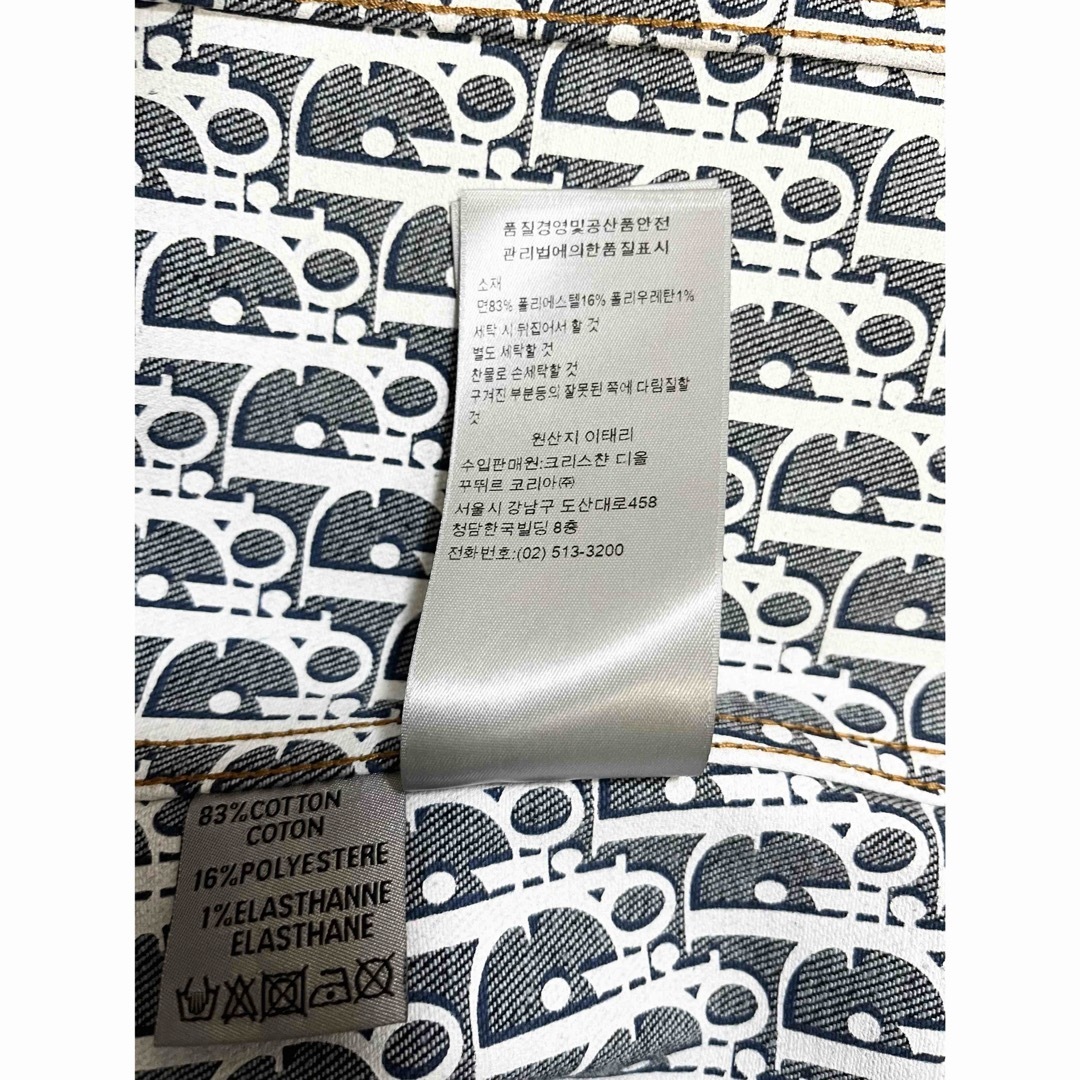 품질경영및공산품안전
관리법에의한품질표시
소재
면83% 폴리에스텔16% 폴리우레탄1%
세탁 시 뒤집어서 할 것
별도 세탁할 것
찬물로 손세탁할 것
구겨진 부분등의 잘못된 쪽에 다림질할
것
원산지 이태리
수입판매원:크리스챤 디올
꾸뛰르 코리아㈜
서울시 강남구 도산대로458
청담한국빌딩 8층
전화번호:(02) 513-3200
83%COTTON
COTON
16%POLYESTERE
1%ELASTHANNE
ELASTHANE
Dior